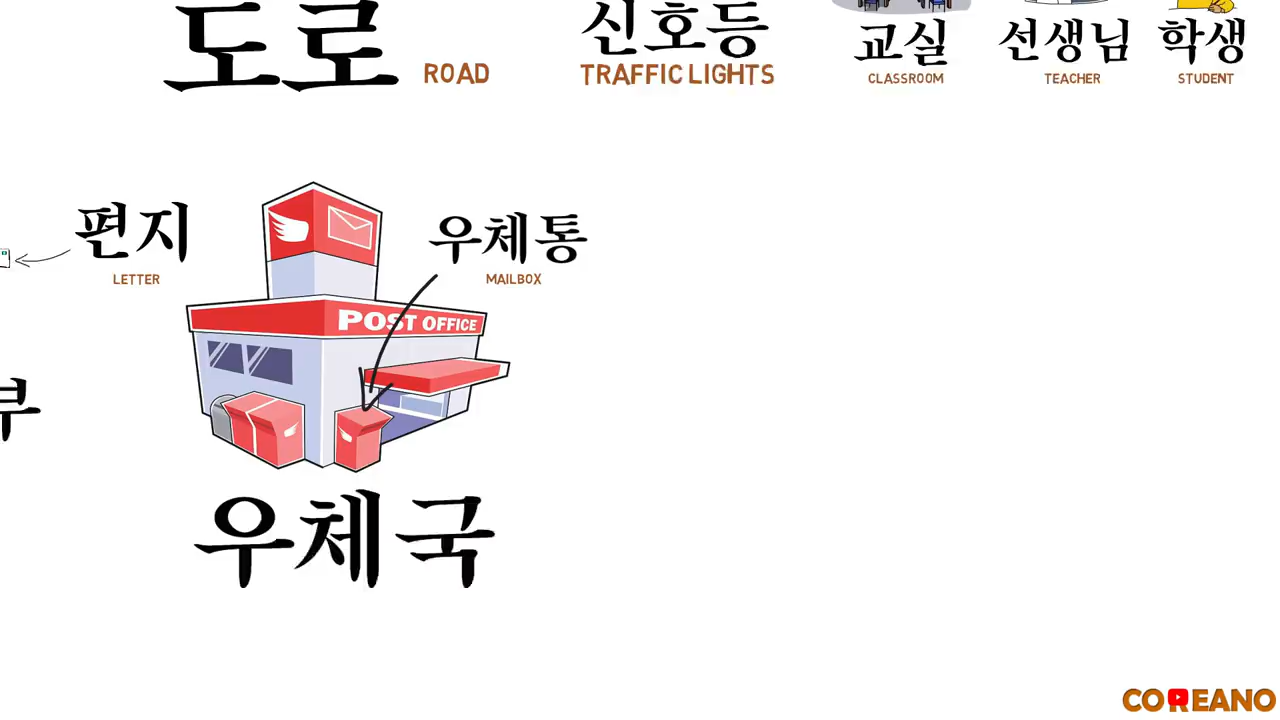 도로
ROAD
신호등
TRAFFIC LIGHTS
교실
CLASSROOM
선생님
TEACHER
학생
STUDENT
편지
LETTER
우체통
MAILBOX
POST OFFICE
우체국
COREANO